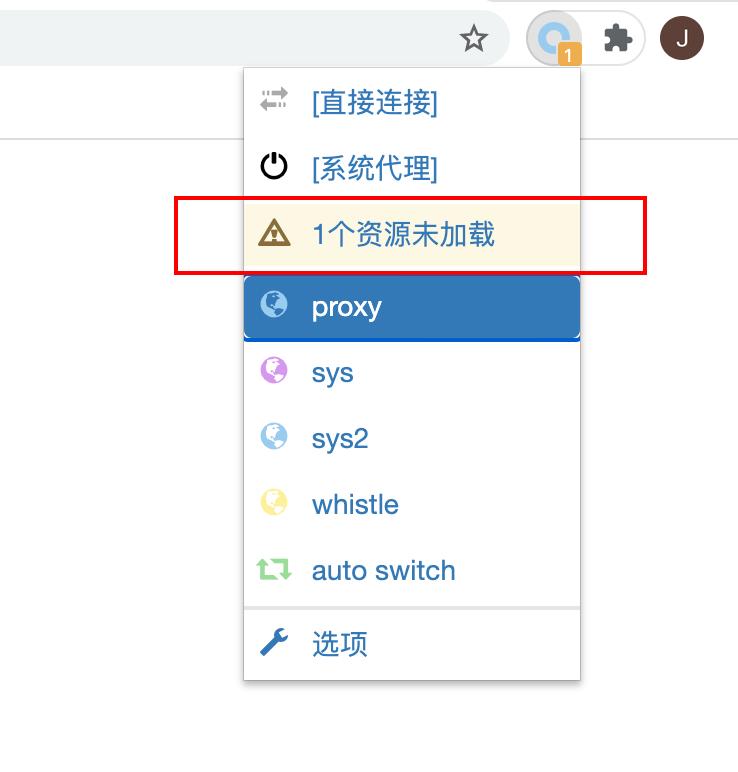 J
1
[直接连接]
[系统代理]
1个资源未加载
proxy
sys
sys2
whistle
auto switch
选项